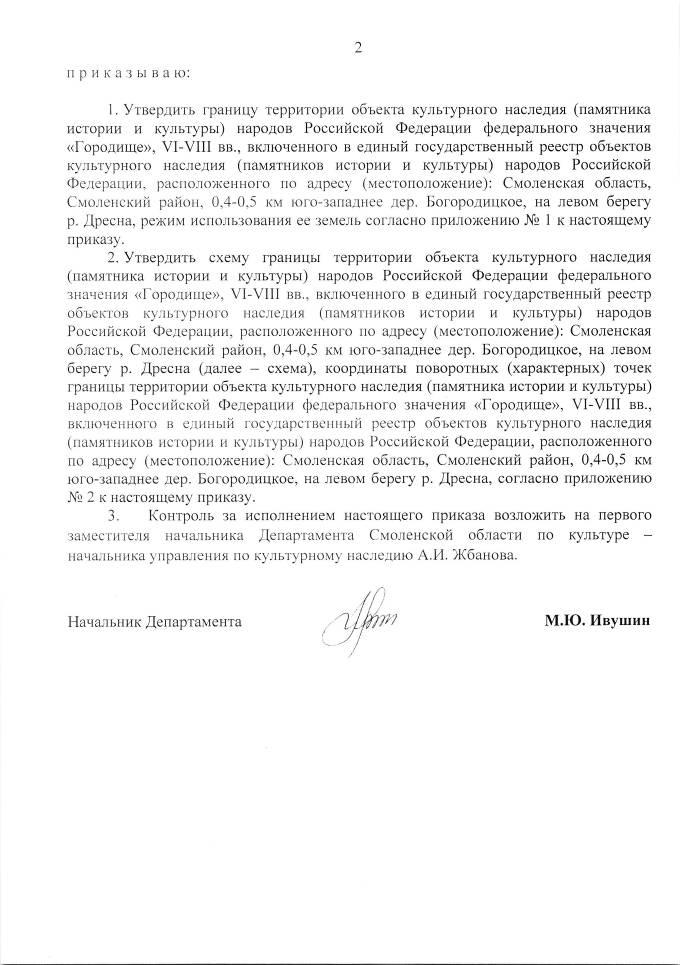 2
п р и к а з ы в а ю:
1. Утвердить границу территории объекта культурного наследия (памятника
истории и культуры) народов Российской Федерации федерального значения
«Городище», VI-VIII вв., включенного в единый государственный реестр объектов
культурного наследия (памятников истории и культуры) народов Российской
Федерации, расположенного по адресу (местоположение): Смоленская область,
Смоленский район, 0,4-0,5 км юго-западнее дер. Богородицкое, на левом берегу
р. Дресна, режим использования ее земель согласно приложению № 1 к настоящему
приказу.
2. Утвердить схему границы территории объекта культурного наследия
(памятника истории и культуры) народов Российской Федерации федерального
значения «Городище», VI-VIII вв., включенного в единый государственный реестр
объектов культурного наследия (памятников истории и культуры) народов
Российской Федерации, расположенного по адресу (местоположение): Смоленская
область, Смоленский район, 0,4-0,5 км юго-западнее дер. Богородицкое, на левом
берегу р. Дресна (далее – схема), координаты поворотных (характерных) точек
границы территории объекта культурного наследия (памятника истории и культуры)
народов Российской Федерации федерального значения «Городище», VI-VIII вв.,
включенного в единый государственный реестр объектов культурного наследия
(памятников истории и культуры) народов Российской Федерации, расположенного
по адресу (местоположение): Смоленская область, Смоленский район, 0,4-0,5 км
юго-западнее дер. Богородицкое, на левом берегу р. Дресна, согласно приложению
№ 2 к настоящему приказу.
3. Контроль за исполнением настоящего приказа возложить на первого
заместителя начальника Департамента Смоленской области по культуре –
начальника управления по культурному наследию А.И. Жбанова.
Начальник Департамента М.Ю. Ивушин